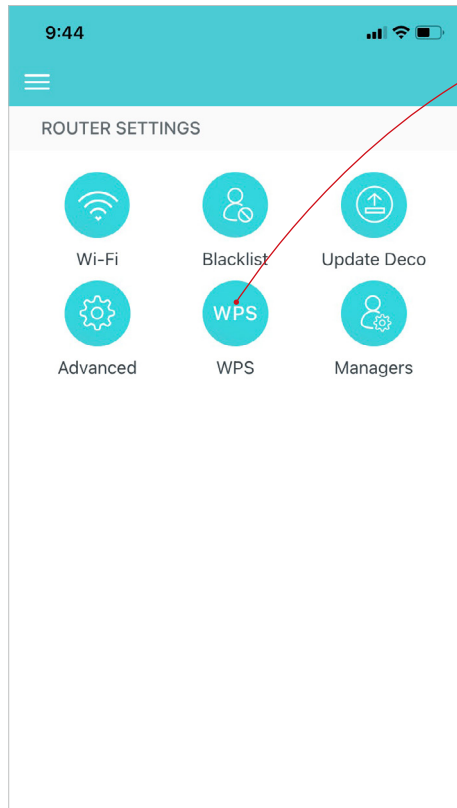 9:44
ROUTER SETTINGS
Wi-Fi Blacklist Update Deco
WPS
Advanced WPS Managers